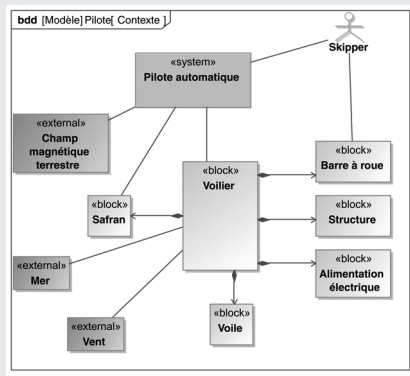 bdd [Modèle] Pilote[ Contexte ]
Skipper
«system»
Pilote automatique
«external»
Champ
magnétique
terrestre
«block»
Barre à roue
«block»
Voilier
«block»
Safran
«block»
Structure
«external»
Mer
«block»
Alimentation
électrique
«external»
Vent
«block»
Voile